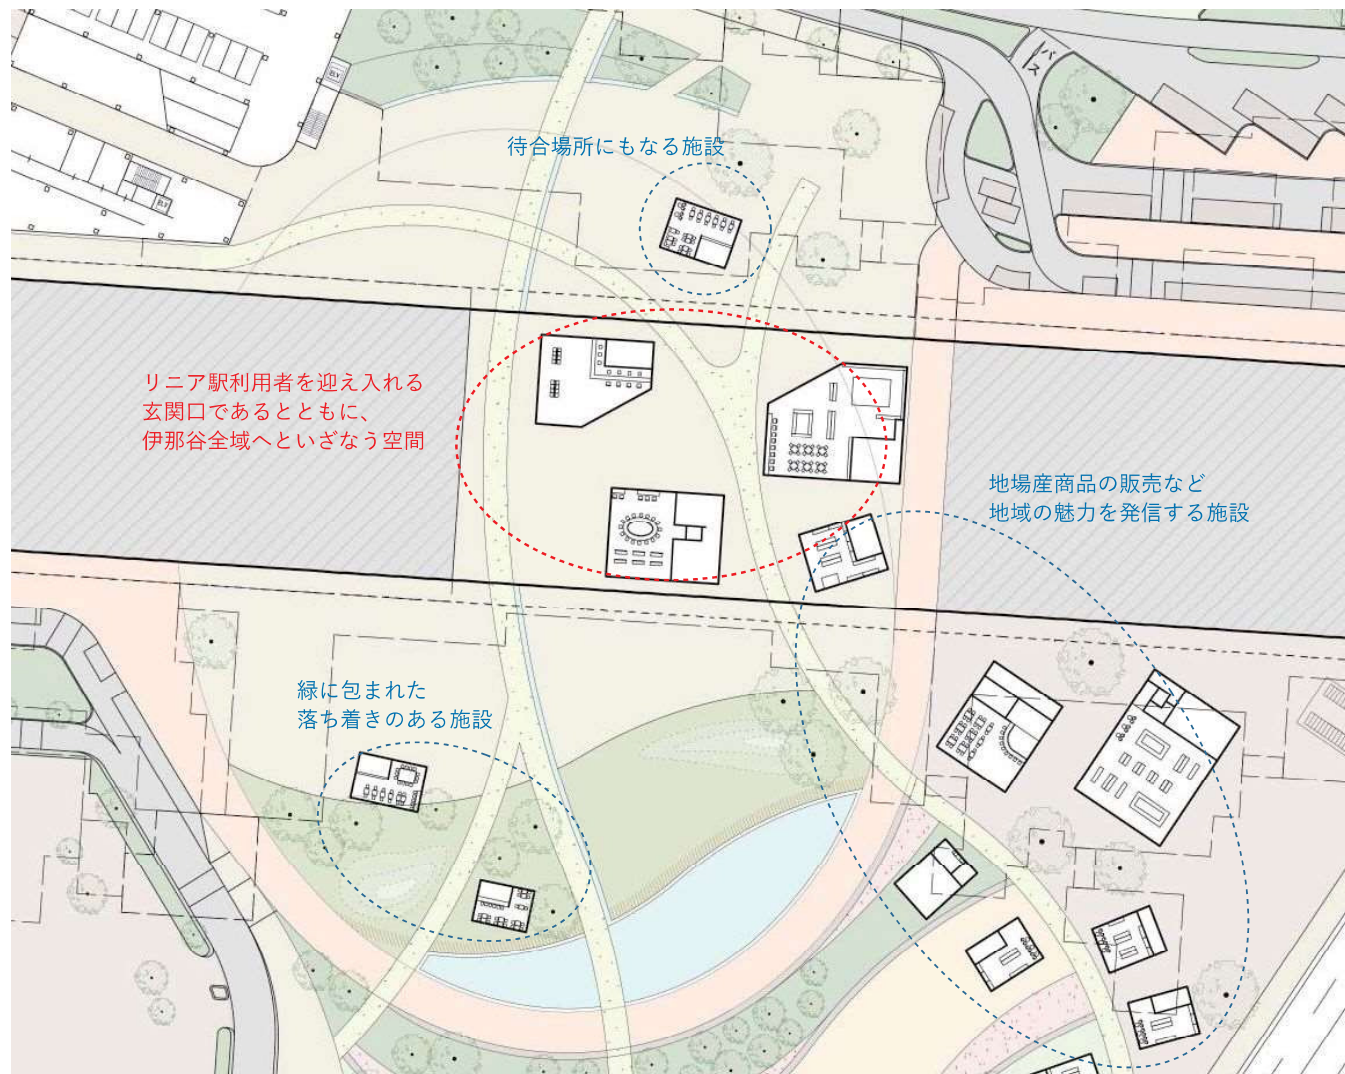 バス
ELV
待合場所にもなる施設
ELV
リニア駅利用者を迎え入れる
玄関口であるとともに、
伊那谷全域へといざなう空間
地場産商品の販売など
地域の魅力を発信する施設
緑に包まれた
落ち着きのある施設